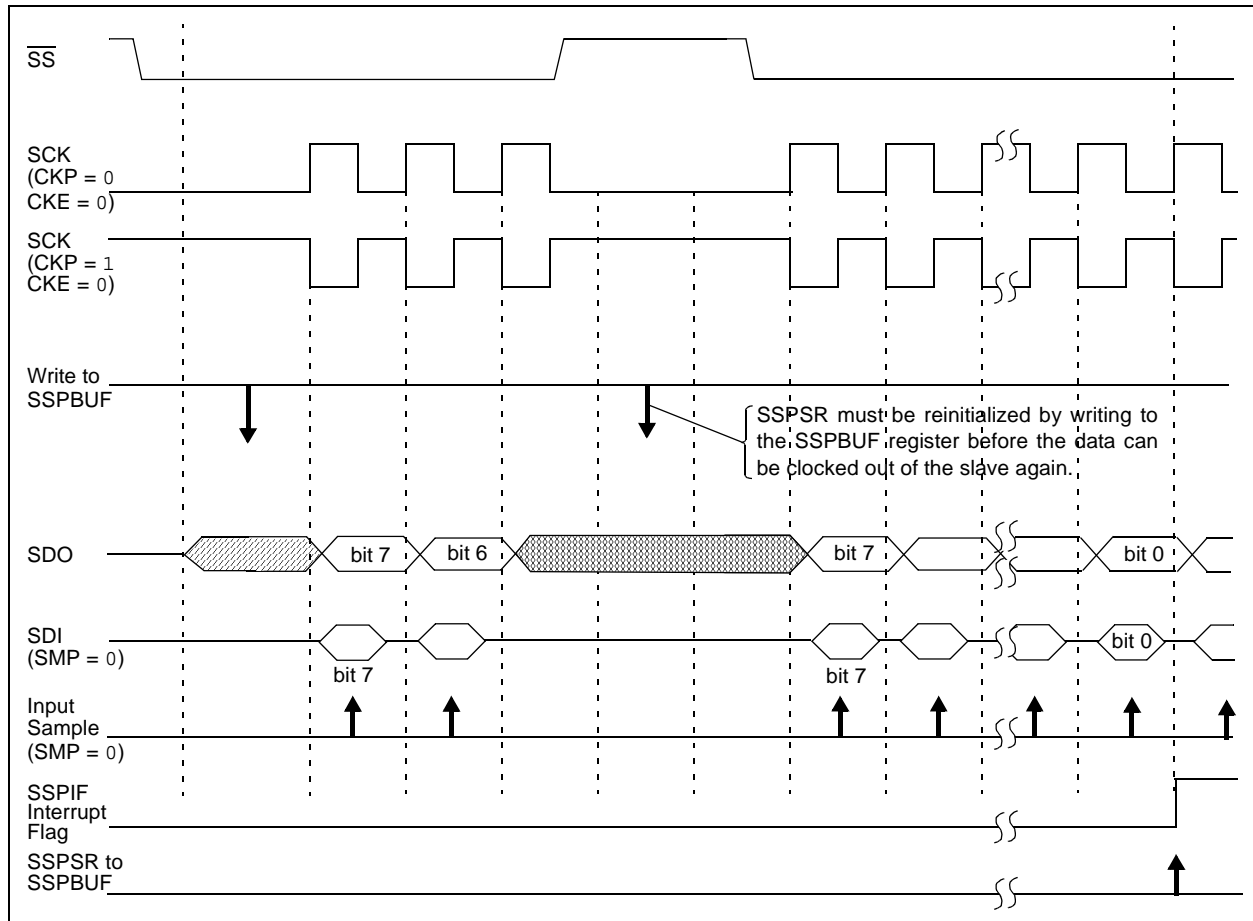 SS
SCK
(CKP = 0
CKE = 0)
SCK
(CKP = 1
CKE = 0)
Write to
SSPBUF
SSPSR must be reinitialized by writing to
the SSPBUF register before the data can
be clocked out of the slave again.
SDO
bit 7
bit 6
bit 7
bit 0
SDI
(SMP = 0)
bit 7
bit 7
bit 0
Input
Sample
(SMP = 0)
SSPIF
Interrupt
Flag
SSPSR to
SSPBUF